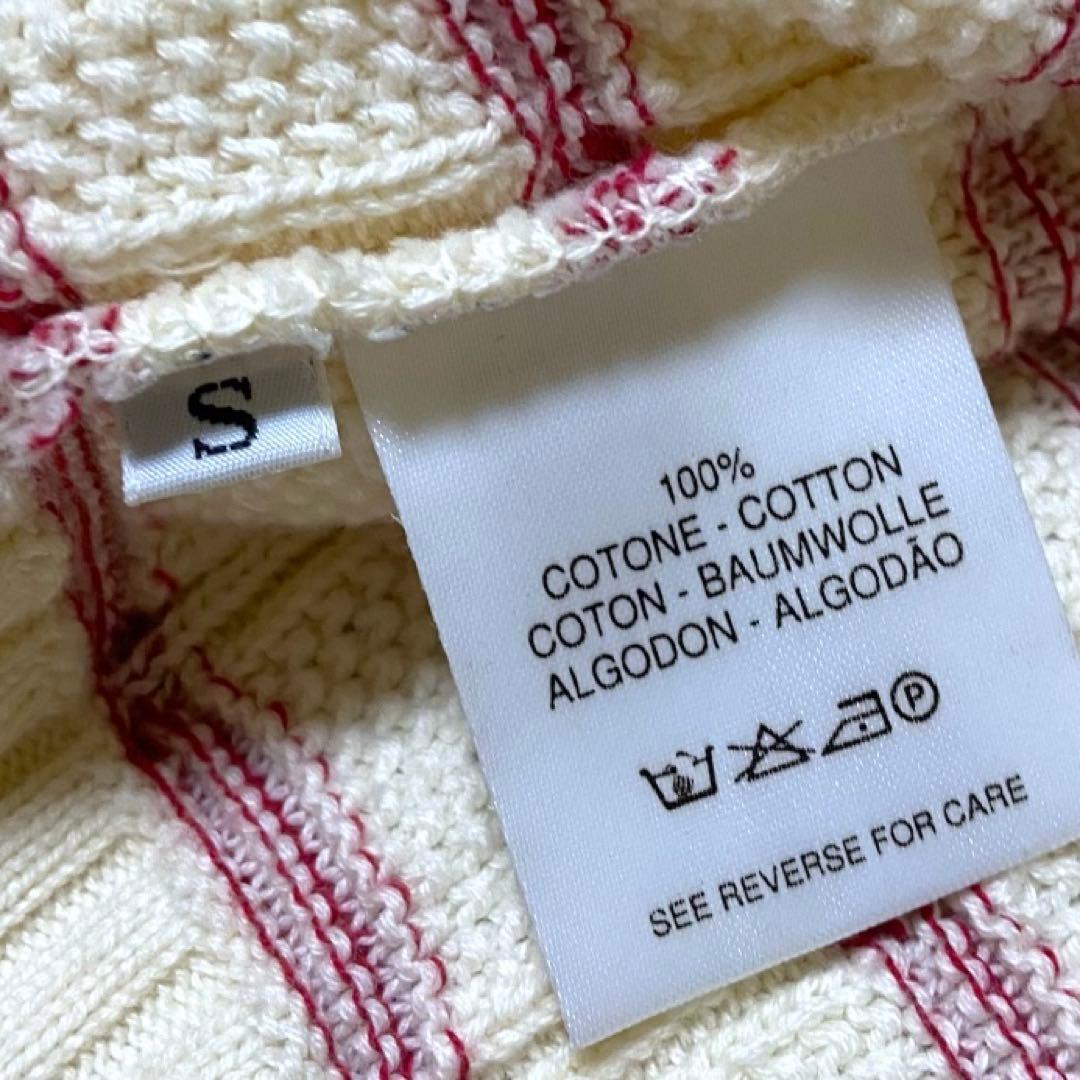 S
100%
COTONE - COTTON
COTON - BAUMWOLLE
ALGODON - ALGODÃO
P
SEE REVERSE FOR CARE